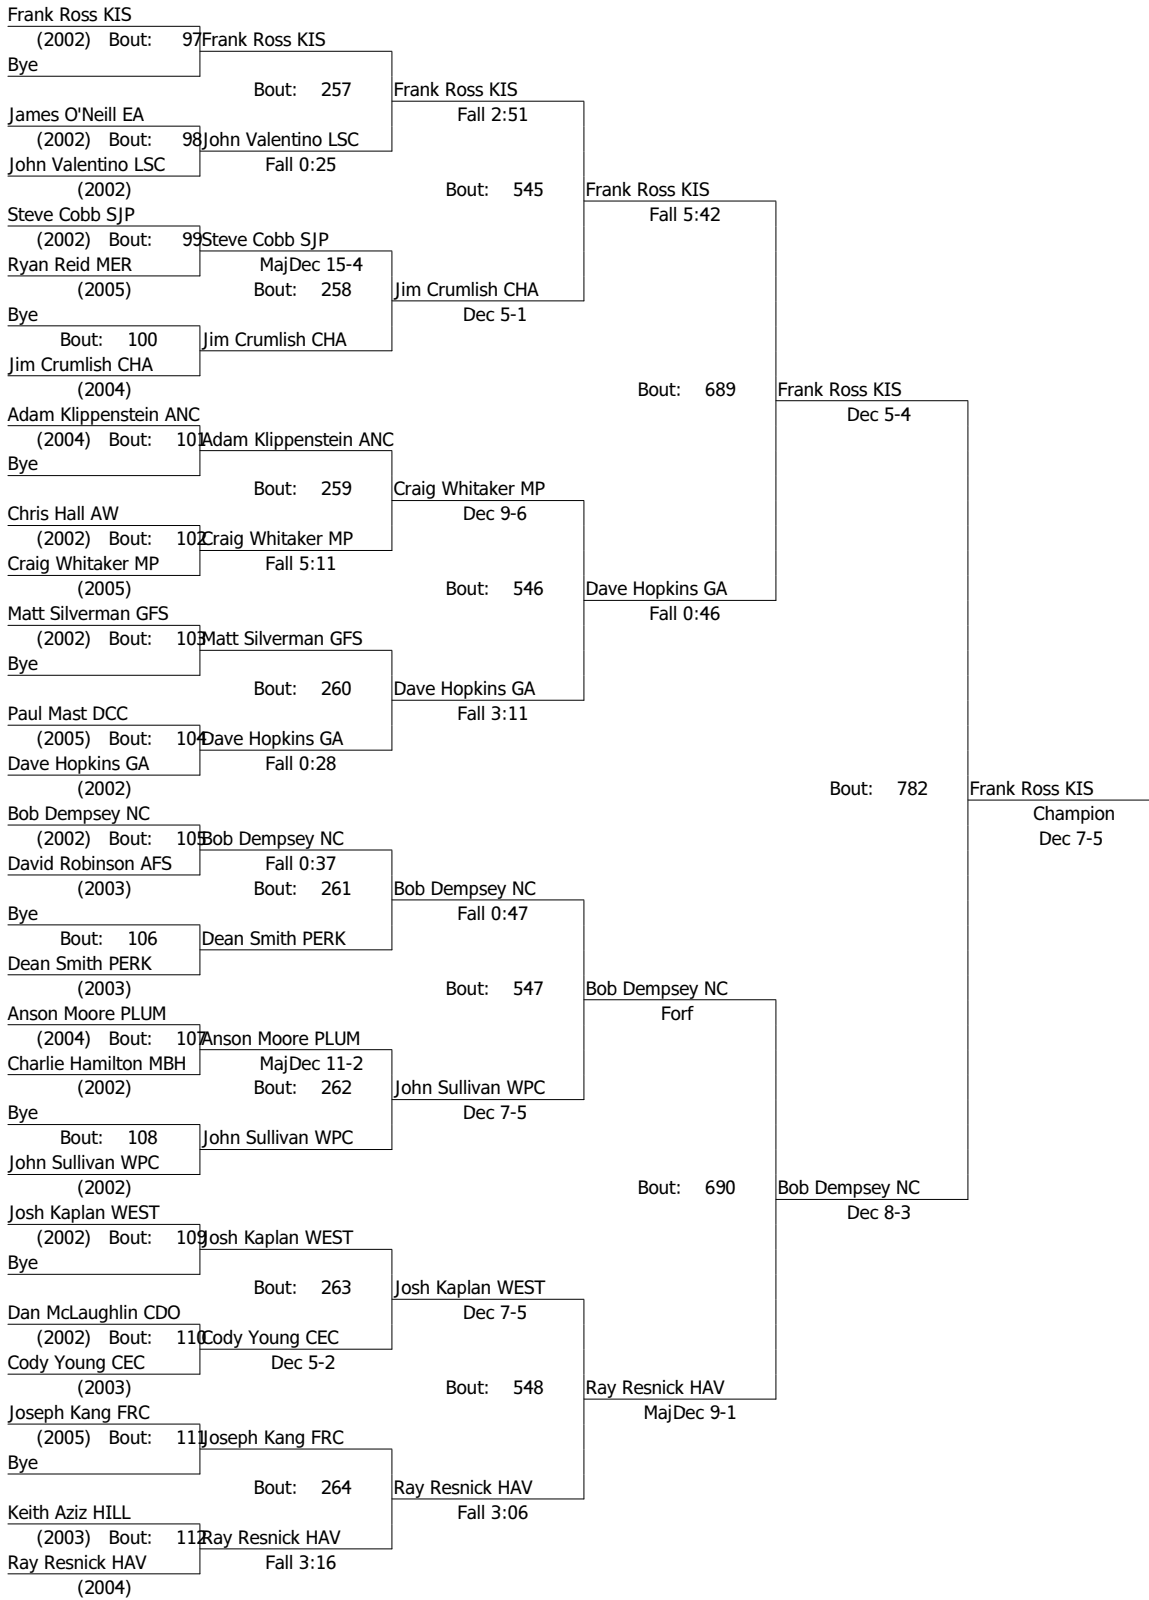 Frank Ross KIS
(2002) Bout: 97 Frank Ross KIS
Bye
Bout: 257 Frank Ross KIS
James O'Neill EA Fall 2:51
(2002) Bout: 98 John Valentino LSC
John Valentino LSC Fall 0:25
(2002) Bout: 545 Frank Ross KIS
Steve Cobb SJP Fall 5:42
(2002) Bout: 99 Steve Cobb SJP
Ryan Reid MER MajDec 15-4
(2005) Bout: 258 Jim Crumlish CHA
Bye Dec 5-1
Bout: 100 Jim Crumlish CHA
Jim Crumlish CHA
(2004) Bout: 689 Frank Ross KIS
Adam Klippenstein ANC Dec 5-4
(2004) Bout: 101 Adam Klippenstein ANC
Bye
Bout: 259 Craig Whitaker MP
Chris Hall AW Dec 9-6
(2002) Bout: 102 Craig Whitaker MP
Craig Whitaker MP Fall 5:11
(2005) Bout: 546 Dave Hopkins GA
Matt Silverman GFS Fall 0:46
(2002) Bout: 103 Matt Silverman GFS
Bye
Bout: 260 Dave Hopkins GA
Paul Mast DCC Fall 3:11
(2005) Bout: 104 Dave Hopkins GA
Dave Hopkins GA Fall 0:28
(2002) Bout: 782 Frank Ross KIS
Bob Dempsey NC Champion
(2002) Bout: 105 Bob Dempsey NC Dec 7-5
David Robinson AFS Fall 0:37
(2003) Bout: 261 Bob Dempsey NC
Bye Fall 0:47
Bout: 106 Dean Smith PERK
Dean Smith PERK
(2003) Bout: 547 Bob Dempsey NC
Anson Moore PLUM Forf
(2004) Bout: 107 Anson Moore PLUM
Charlie Hamilton MBH MajDec 11-2
(2002) Bout: 262 John Sullivan WPC
Bye Dec 7-5
Bout: 108 John Sullivan WPC
John Sullivan WPC
(2002) Bout: 690 Bob Dempsey NC
Josh Kaplan WEST Dec 8-3
(2002) Bout: 109 Josh Kaplan WEST
Bye
Bout: 263 Josh Kaplan WEST
Dan McLaughlin CDO Dec 7-5
(2002) Bout: 110 Cody Young CEC
Cody Young CEC Dec 5-2
(2003) Bout: 548 Ray Resnick HAV
Joseph Kang FRC MajDec 9-1
(2005) Bout: 111 Joseph Kang FRC
Bye
Bout: 264 Ray Resnick HAV
Keith Aziz HILL Fall 3:06
(2003) Bout: 112 Ray Resnick HAV
Ray Resnick HAV Fall 3:16
(2004)